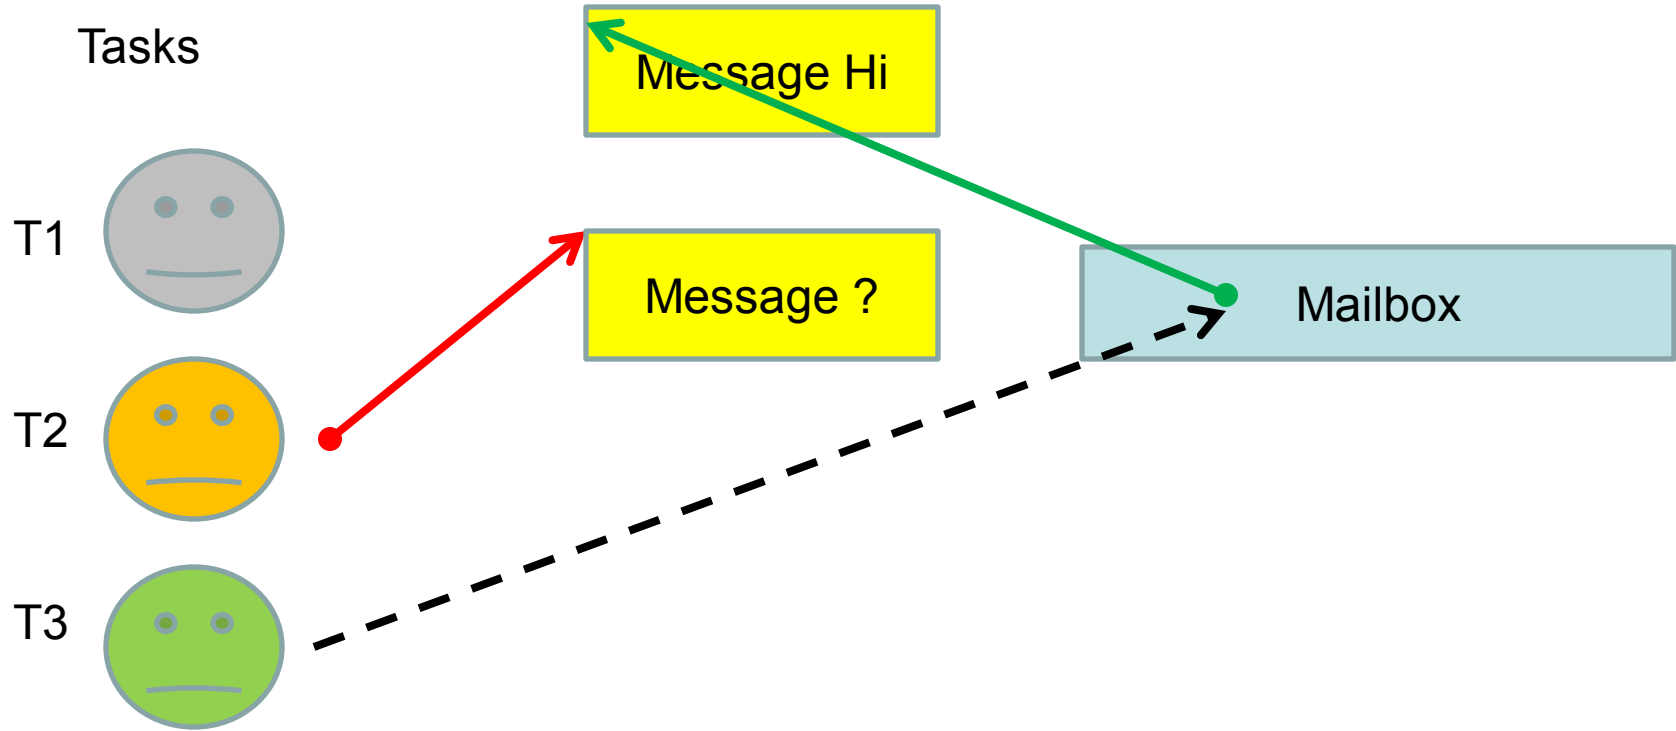 Tasks
Message Hi
T1
Message ?
Mailbox
T2
T3